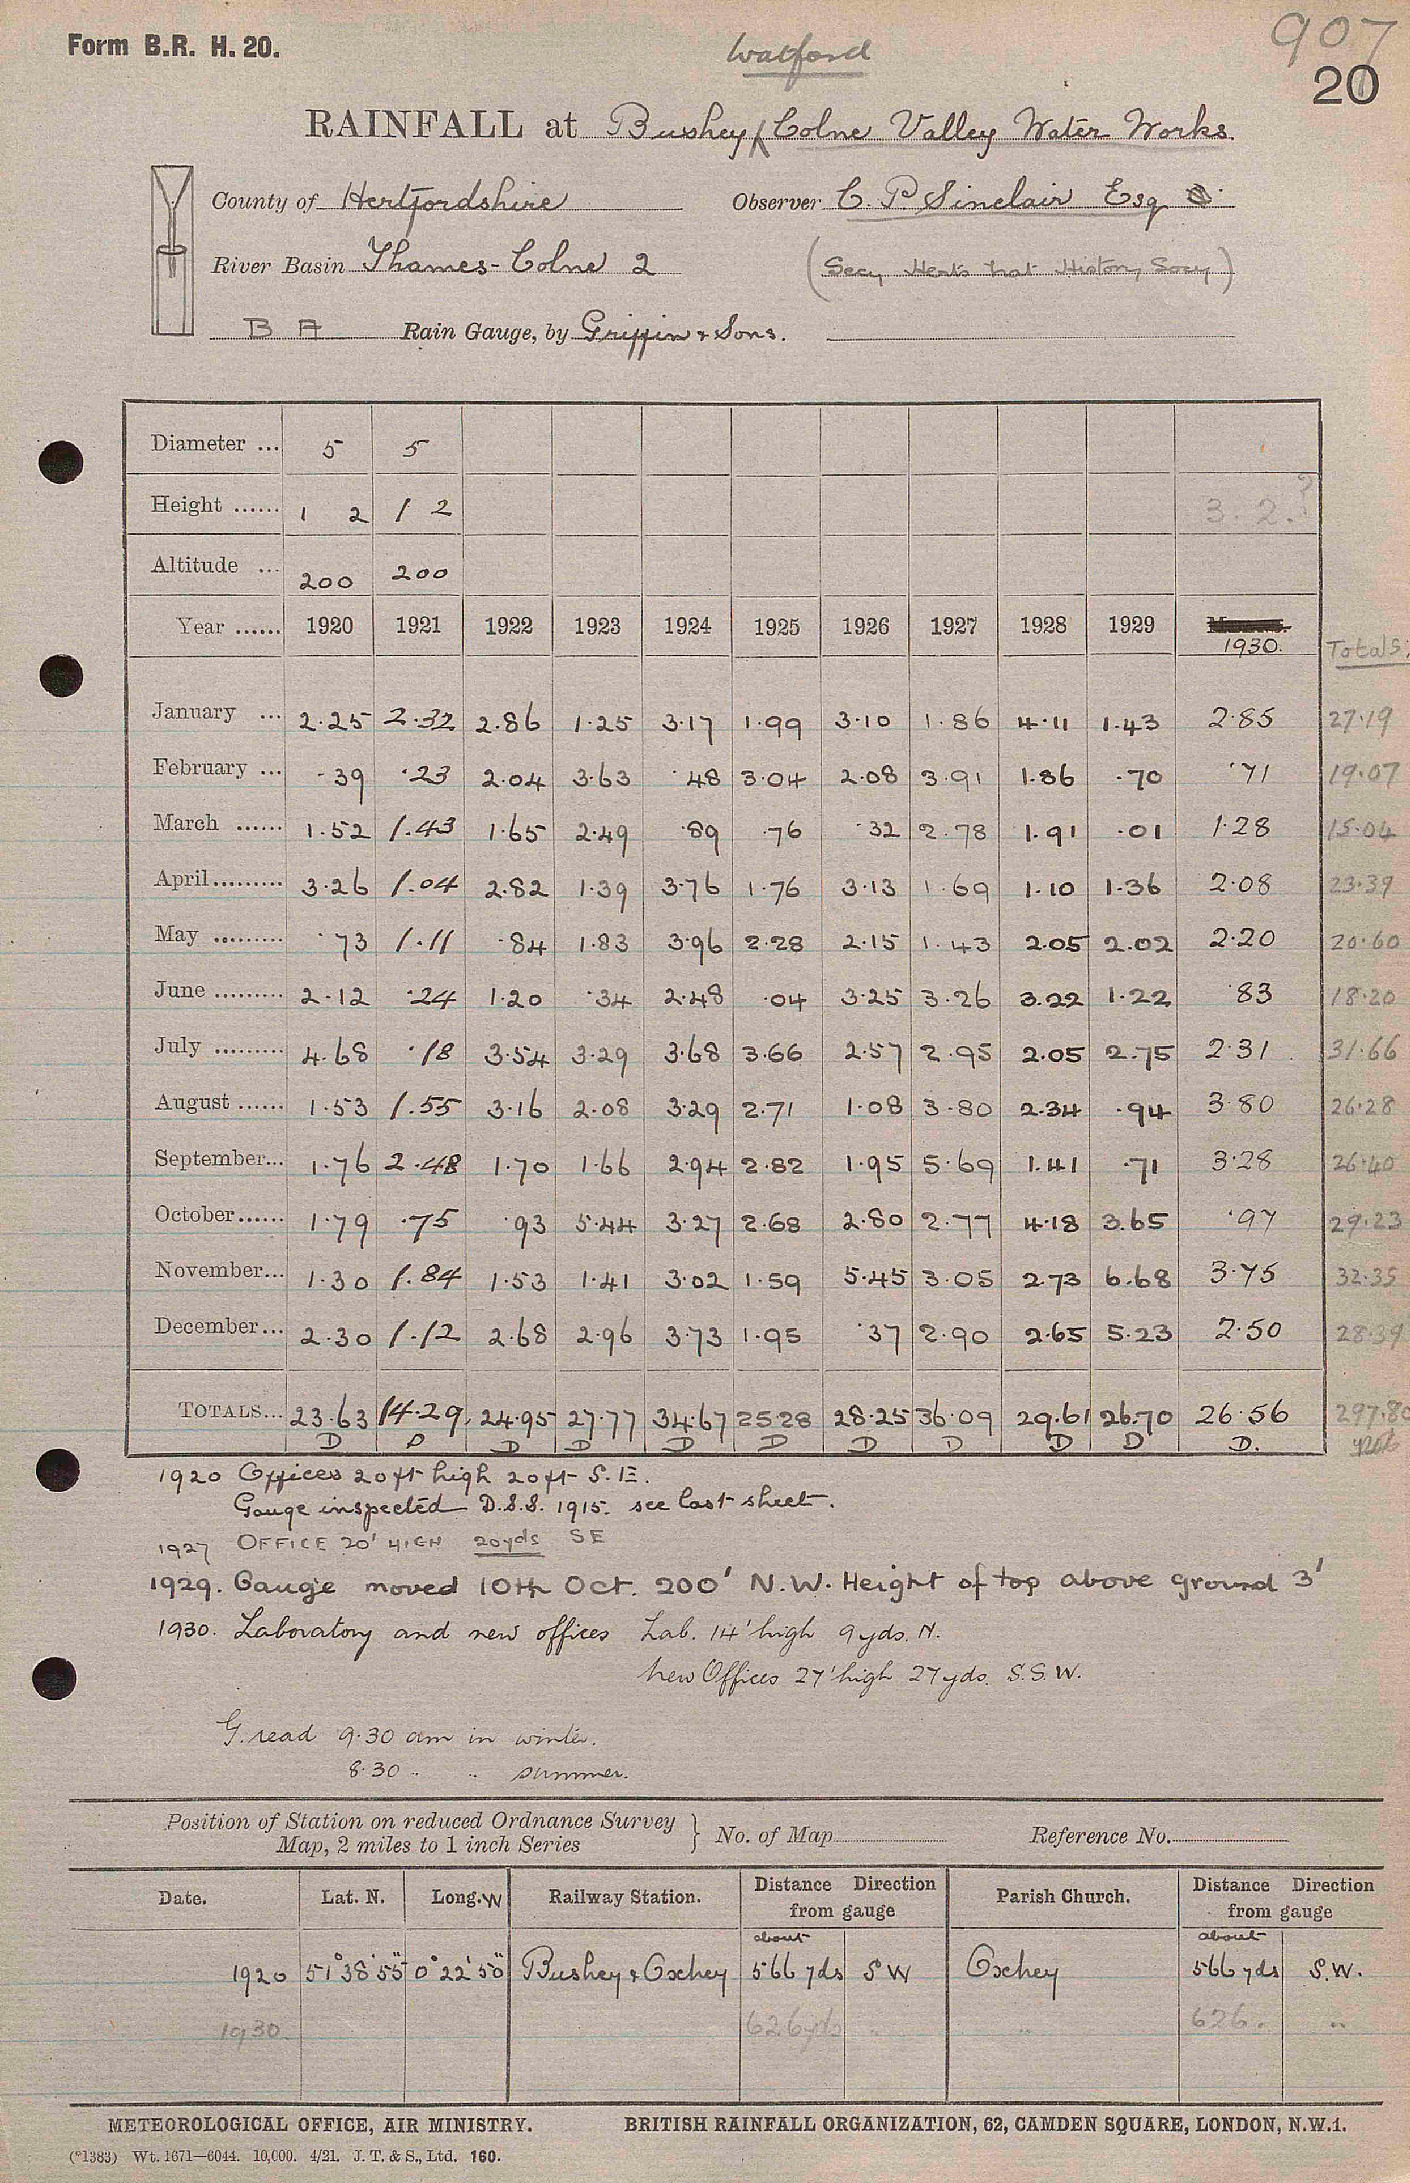 907
Form B.R. H. 20.
Watford
20
RAINFALL at Bushey Colne Valley Water Works
County of Hertfordshire Observer C. P. Sinclair Esq
River Basin Thames - Colne 2 (Secy Herts Nat History Socy)
B A Rain Gauge, by Griffin & Sons.
Diameter ... 5 5
Height ...... 1 2 1 2 3. 2.?
Altitude ... 200 200
Year ...... 1920 1921 1922 1923 1924 1925 1926 1927 1928 1929 1930. Totals:
January ... 2.25 2.32 2.86 1.25 3.17 1.99 3.10 1.86 4.11 1.43 2.85 27.19
February ... .39 .23 2.04 3.63 .48 3.04 2.08 3.91 1.86 .70 .71 19.07
March ...... 1.52 1.43 1.65 2.49 .89 .76 .32 2.78 1.91 .01 1.28 15.04
April......... 3.26 1.04 2.82 1.39 3.76 1.76 3.13 1.69 1.10 1.36 2.08 23.39
May ......... .73 1.11 .84 1.83 3.96 2.28 2.15 1.43 2.05 2.02 2.20 20.60
June ......... 2.12 .24 1.20 .34 2.48 .04 3.25 3.26 3.22 1.22 .83 18.20
July ......... 4.68 .18 3.54 3.29 3.68 3.66 2.57 2.95 2.05 2.75 2.31 31.66
August ...... 1.53 1.55 3.16 2.08 3.29 2.71 1.08 3.80 2.34 .94 3.80 26.28
September... 1.76 2.48 1.70 1.66 2.94 2.82 1.95 5.69 1.41 .71 3.28 26.40
October...... 1.79 .75 .93 5.44 3.27 2.68 2.80 2.77 4.18 3.65 .97 29.23
November... 1.30 1.84 1.53 1.41 3.02 1.59 5.45 3.05 2.73 6.68 3.75 32.35
December... 2.30 1.12 2.68 2.96 3.73 1.95 .37 2.90 2.65 5.23 2.50 28.39
TOTALS... 23.63 14.29 24.95 27.77 34.67 25.28 28.25 36.09 29.61 26.70 26.56 297.80
D D D D D D D D D D D.
1920 Offices 20 ft high 20 ft S.E.
Gauge inspected D.S.S. 1915. see last sheet.
1927 OFFICE 20' HIGH 20yds SE
1929. Gauge moved 10th Oct. 200' N.W. Height of top above ground 3'
1930. Laboratory and new offices Lab. 14' high 9 yds. N.
New Offices 27' high 27 yds. S.S.W.
G. read 9.30 am in winter.
8.30 .. .. summer.
Position of Station on reduced Ordnance Survey
Map, 2 miles to 1 inch Series } No. of Map Reference No.
Date. Lat. N. Long. W Railway Station. Distance Direction from gauge Parish Church. Distance Direction from gauge
about about
1920 51°38'55" 0°22'50" Bushey & Oxhey 566 yds S W Oxhey 566 yds S.W.
1930. 626 yds .. .. 626. ..
METEOROLOGICAL OFFICE, AIR MINISTRY. BRITISH RAINFALL ORGANIZATION, 62, CAMDEN SQUARE, LONDON, N.W.1.
(*1383) Wt. 1671—6044. 10,000. 4/21. J. T. & S., Ltd. 160.